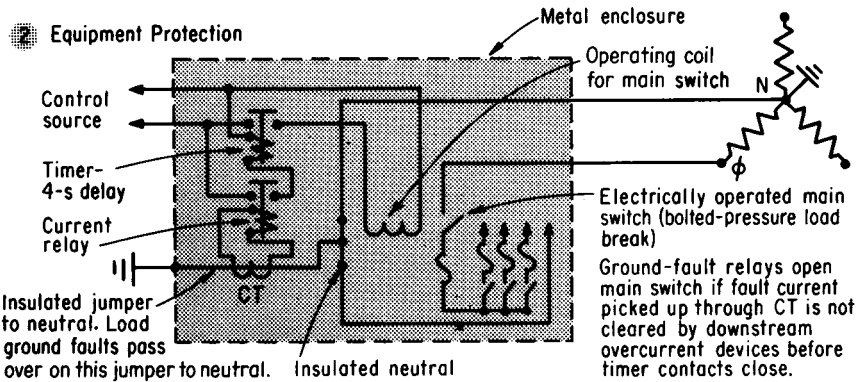 2 Equipment Protection
Metal enclosure
Operating coil
for main switch
N
Control
source
Timer-
4-s delay
Current
relay
ϕ
Electrically operated main
switch (bolted-pressure load
break)
CT
Insulated jumper
to neutral. Load
ground faults pass
over on this jumper to neutral.
Insulated neutral
Ground-fault relays open
main switch if fault current
picked up through CT is not
cleared by downstream
overcurrent devices before
timer contacts close.